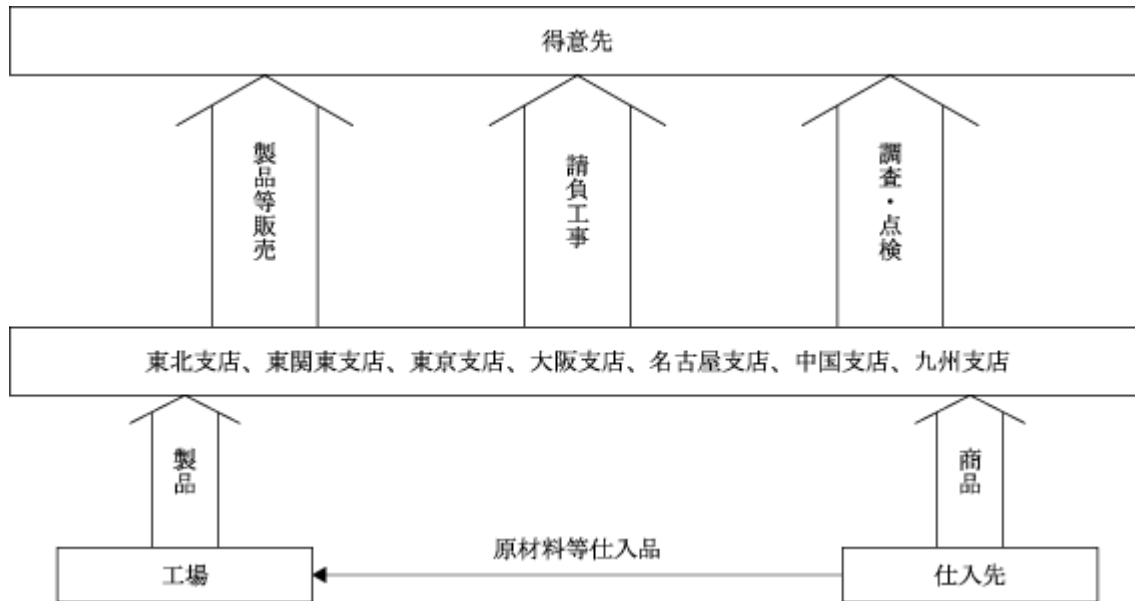 得意先
製品等販売
請負工事
調査・点検
東北支店、東関東支店、東京支店、大阪支店、名古屋支店、中国支店、九州支店
製品
商品
原材料等仕入品
工場
仕入先